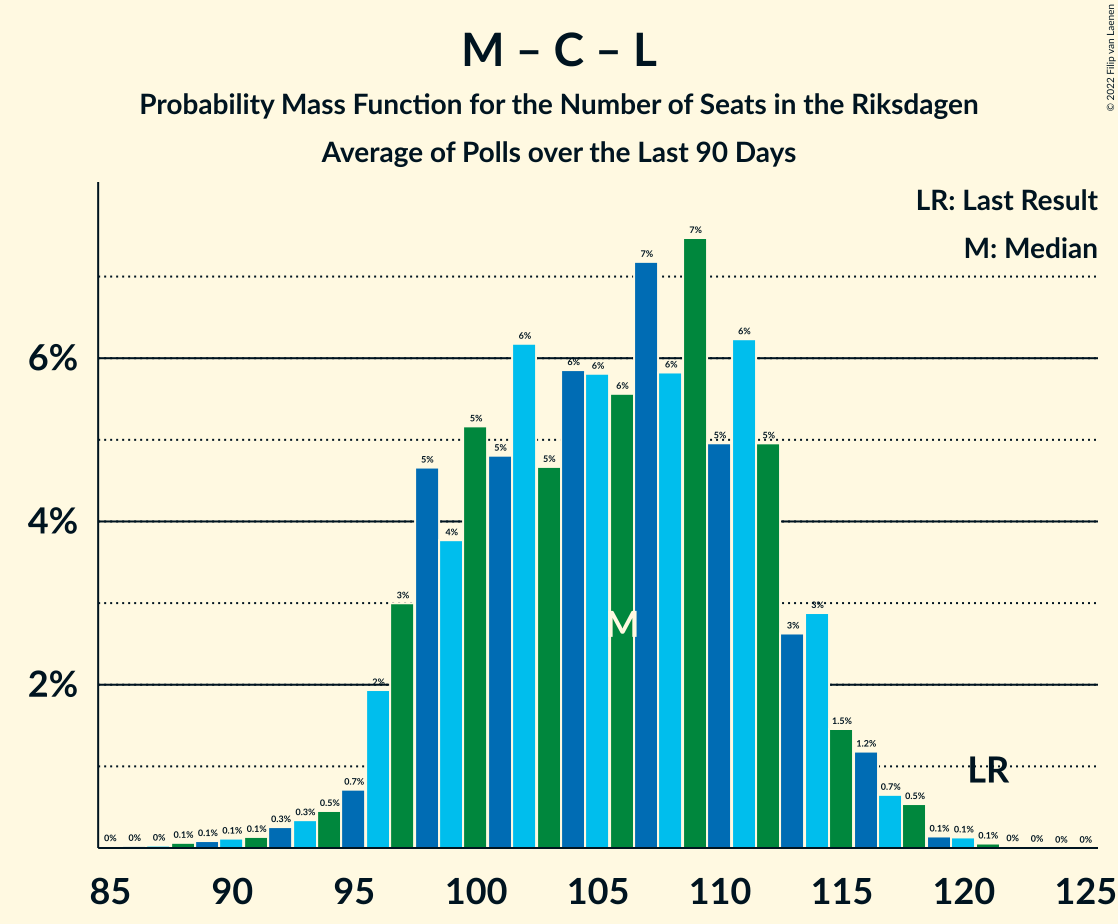 M – C – L
Probability Mass Function for the Number of Seats in the Riksdagen
Average of Polls over the Last 90 Days
© 2022 Filip van Laenen
LR: Last Result
M: Median
6%
4%
2%
0% 0% 0% 0.1% 0.1% 0.1% 0.1% 0.3% 0.3% 0.5% 0.7% 2% 3% 5% 4% 5% 5% 6% 5% 6% 6% 6% 7% 6% 7% 5% 6% 5% 3% 3% 1.5% 1.2% 0.7% 0.5% 0.1% 0.1% 0.1% 0% 0% 0% 0%
M
LR
85 90 95 100 105 110 115 120 125